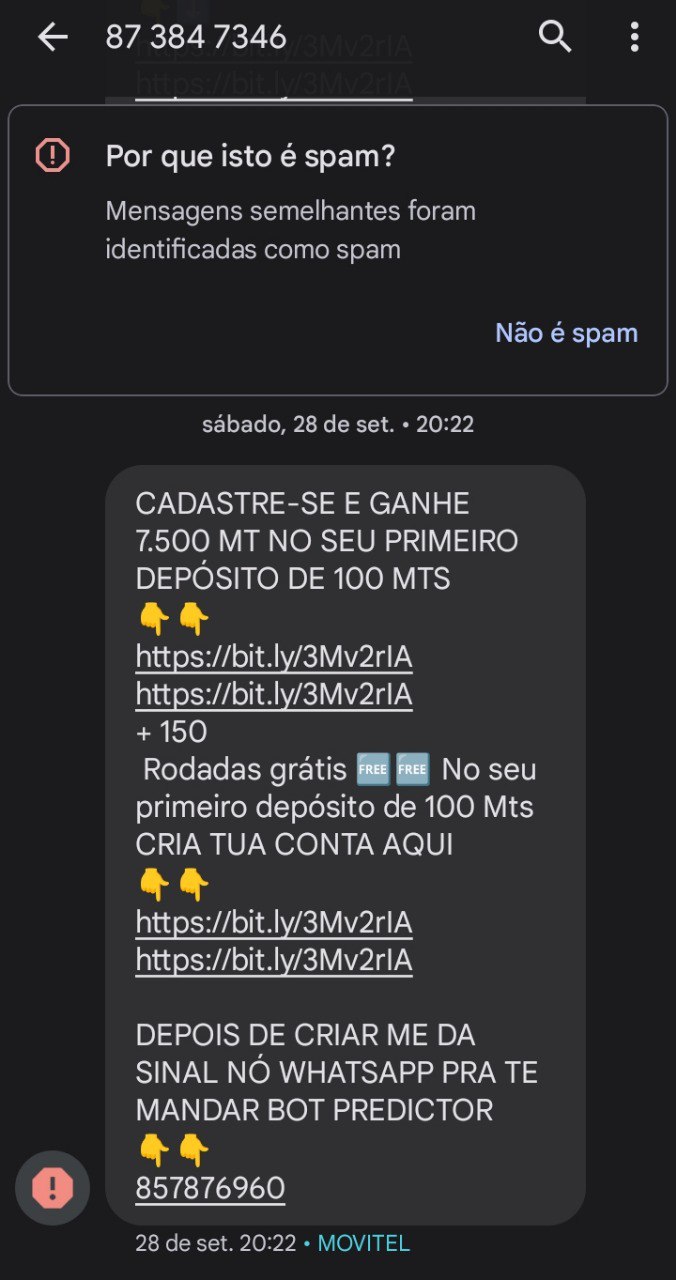 87 384 7346
https://bit.ly/3Mv2rIA
https://bit.ly/3Mv2rIA
Por que isto é spam?
Mensagens semelhantes foram
identificadas como spam
Não é spam
sábado, 28 de set. • 20:22
CADASTRE-SE E GANHE
7.500 MT NO SEU PRIMEIRO
DEPÓSITO DE 100 MTS
👇👇
https://bit.ly/3Mv2rIA
https://bit.ly/3Mv2rIA
+ 150
Rodadas grátis 🆓🆓 No seu
primeiro depósito de 100 Mts
CRIA TUA CONTA AQUI
👇👇
https://bit.ly/3Mv2rIA
https://bit.ly/3Mv2rIA
DEPOIS DE CRIAR ME DA
SINAL NÓ WHATSAPP PRA TE
MANDAR BOT PREDICTOR
👇👇
857876960
28 de set. 20:22 • MOVITEL